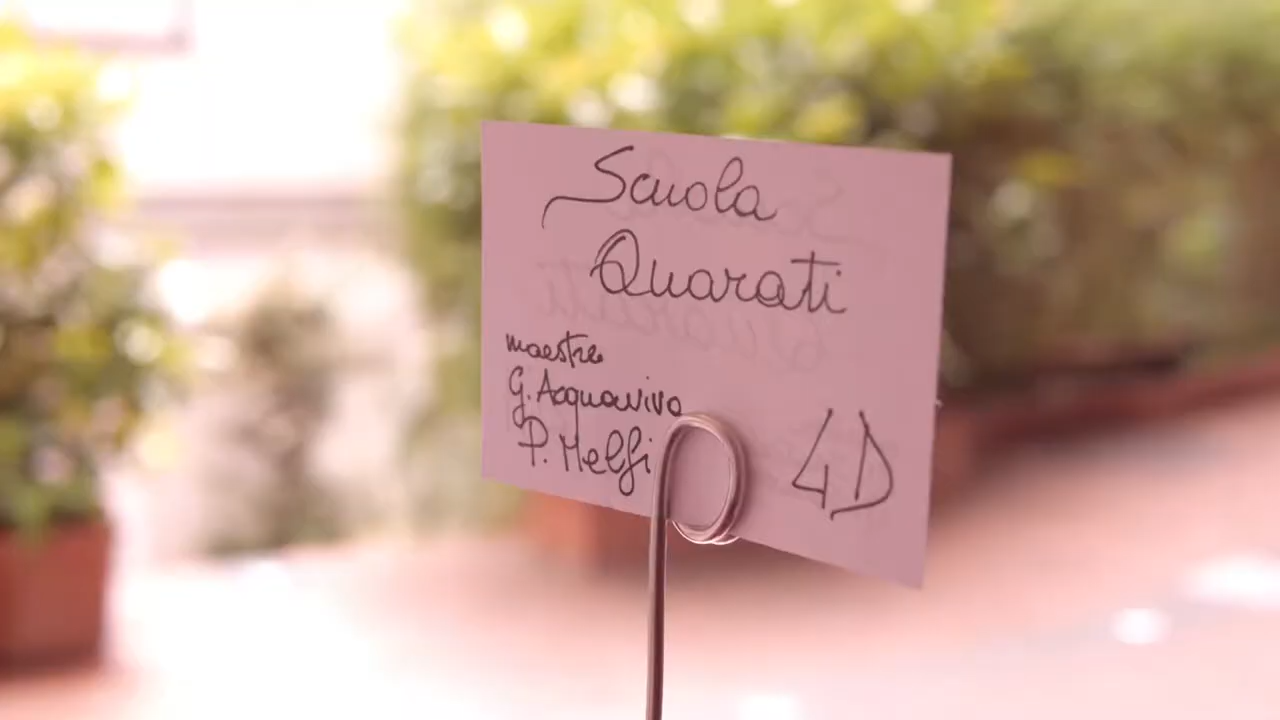 Scuola
Quarati
maestre
G. Acquaviva
P. Melfi
4D